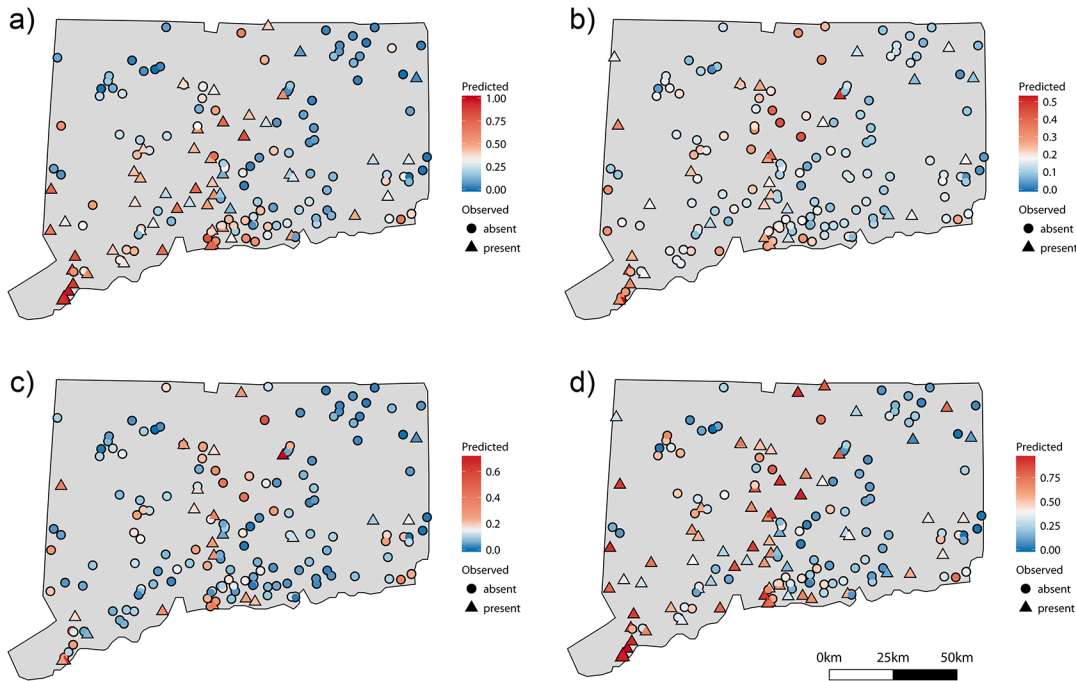 a)
Predicted
1.00
0.75
0.50
0.25
0.00
Observed
absent
present
b)
Predicted
0.5
0.4
0.3
0.2
0.1
0.0
Observed
absent
present
c)
Predicted
0.6
0.4
0.2
0.0
Observed
absent
present
d)
Predicted
0.75
0.50
0.25
0.00
Observed
absent
present
0km 25km 50km